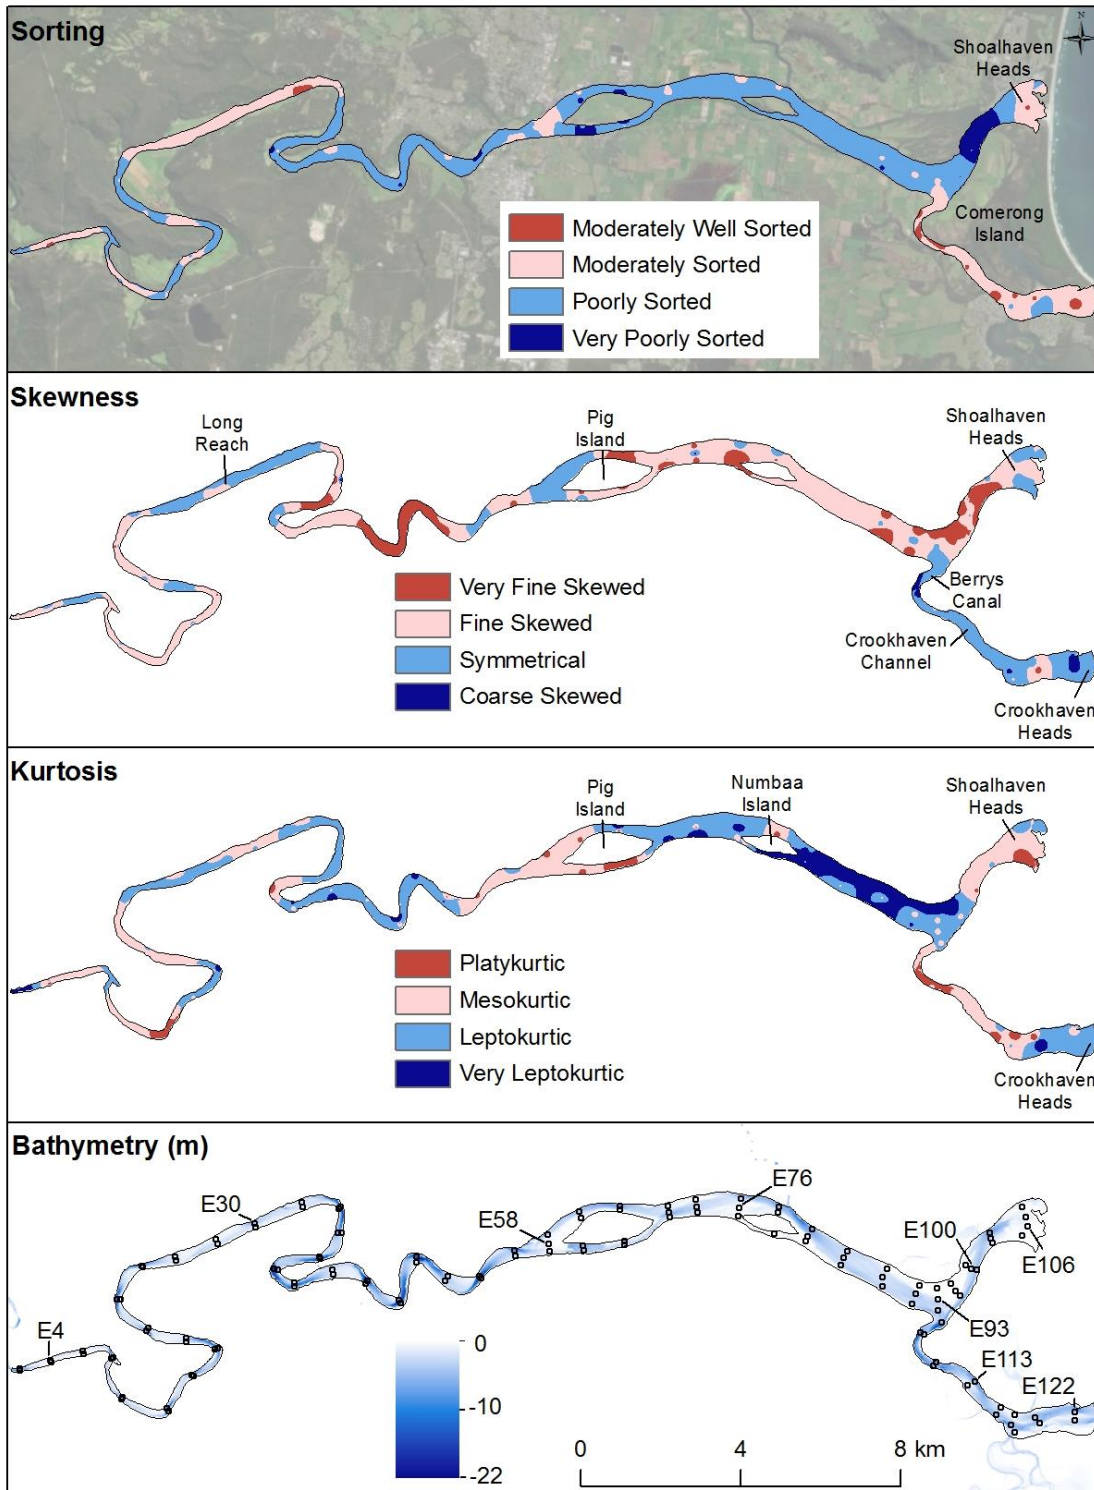 Sorting
N
Shoalhaven
Heads
Comerong
Island
Moderately Well Sorted
Moderately Sorted
Poorly Sorted
Very Poorly Sorted
Skewness
Long
Reach
Pig
Island
Shoalhaven
Heads
Very Fine Skewed
Fine Skewed
Symmetrical
Coarse Skewed
Berrys
Canal
Crookhaven
Channel
Crookhaven
Heads
Kurtosis
Pig
Island
Numbaa
Island
Shoalhaven
Heads
Platykurtic
Mesokurtic
Leptokurtic
Very Leptokurtic
Crookhaven
Heads
Bathymetry (m)
E30
E58
E76
E100
E106
E4
E93
E113
E122
0
-10
-22
0 4 8 km